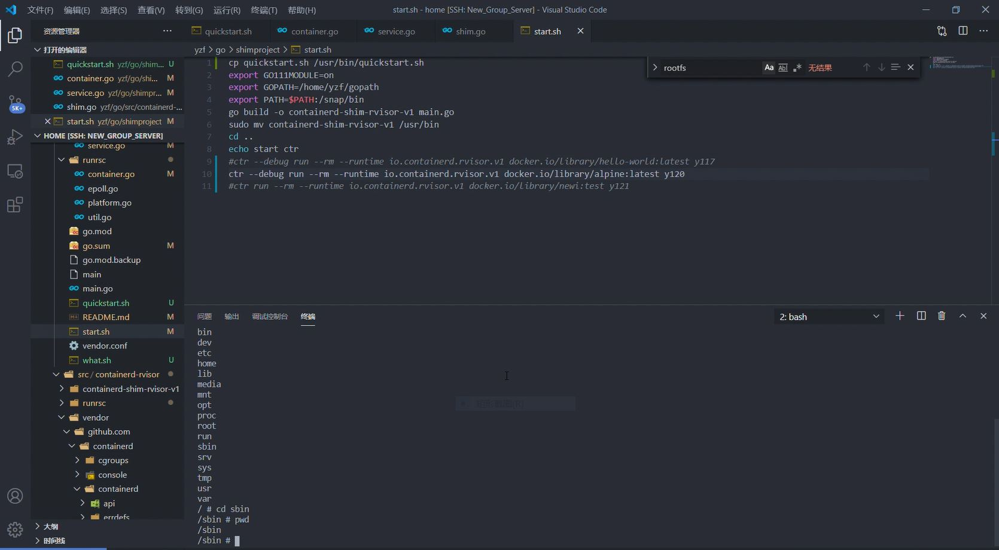 文件(F) 编辑(E) 选择(S) 查看(V) 转到(G) 运行(R) 终端(T) 帮助(H)
start.sh - home [SSH: New_Group_Server] - Visual Studio Code
资源管理器
quickstart.sh container.go service.go shim.go start.sh
打开的编辑器
quickstart.sh yzf/go/shim... U
container.go yzf/go/shi... M
service.go yzf/go/shimpr... M
shim.go yzf/go/src/containerd-...
start.sh yzf/go/shimproject M
5K+
HOME [SSH: NEW_GROUP_SERVER]
service.go M
runrsc
container.go M
epoll.go
platform.go
util.go
go.mod
go.sum M
go.mod.backup
main
main.go
quickstart.sh U
README.md M
start.sh M
vendor.conf
what.sh U
src / containerd-rvisor
containerd-shim-rvisor-v1
runrsc
vendor
github.com
containerd
cgroups
console
containerd
api
errdefs
大纲
时间线
yzf > go > shimproject > start.sh
1 cp quickstart.sh /usr/bin/quickstart.sh
2 export GO111MODULE=on
3 export GOPATH=/home/yzf/gopath
4 export PATH=$PATH:/snap/bin
5 go build -o containerd-shim-rvisor-v1 main.go
6 sudo mv containerd-shim-rvisor-v1 /usr/bin
7 cd ..
8 echo start ctr
9 #ctr --debug run --rm --runtime io.containerd.rvisor.v1 docker.io/library/hello-world:latest y117
10 ctr --debug run --rm --runtime io.containerd.rvisor.v1 docker.io/library/alpine:latest y120
11 #ctr run --rm --runtime io.containerd.rvisor.v1 docker.io/library/newi:test y121
rootfs Aa Abl .* 无结果
问题 输出 调试控制台 终端
2: bash
bin
dev
etc
home
lib
media
mnt
opt
proc
root
run
sbin
srv
sys
tmp
usr
var
/ # cd sbin
/sbin # pwd
/sbin
/sbin #
矩形截图(R)